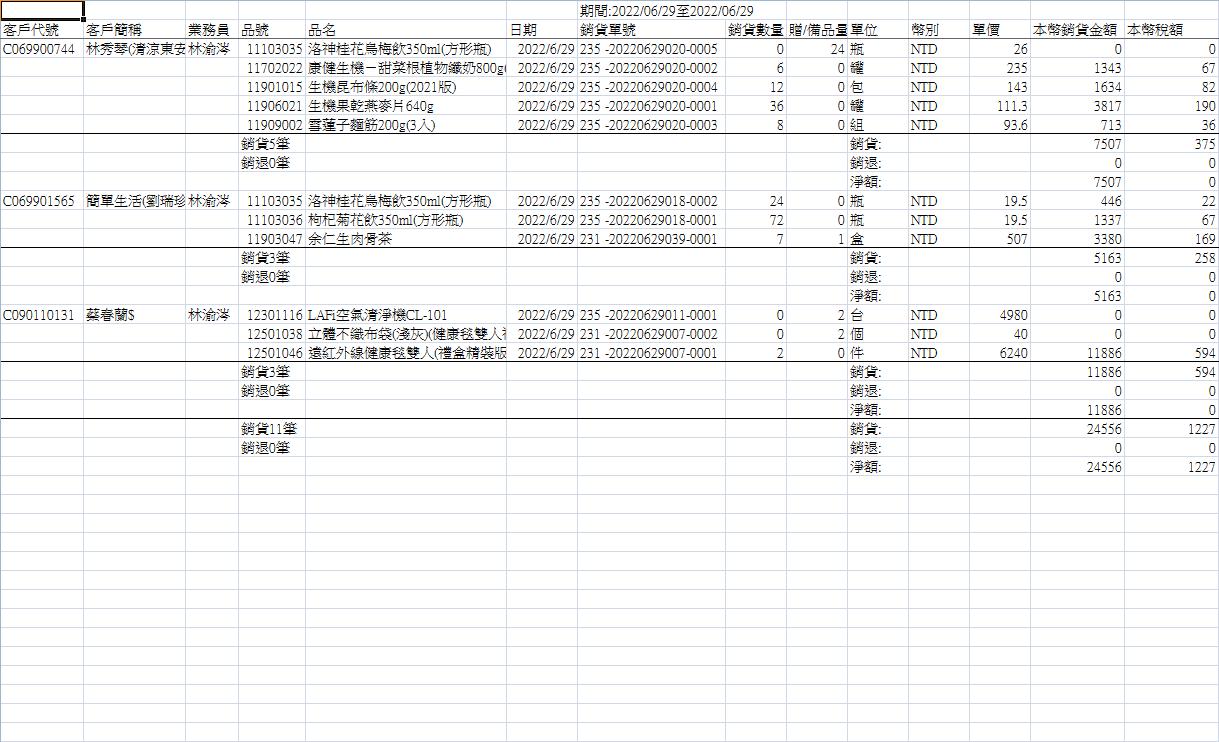 期間:2022/06/29至2022/06/29
客戶代號 客戶簡稱 業務員 品號 品名 日期 銷貨單號 銷貨數量 贈/備品量 單位 幣別 單價 本幣銷貨金額 本幣稅額
C069900744 林秀琴(清涼東安 林渝涔 11103035 洛神桂花烏梅飲350ml(方形瓶) 2022/6/29 235 -20220629020-0005 0 24 瓶 NTD 26 0 0
11702022 康健生機－甜菜根植物纖奶800g( 2022/6/29 235 -20220629020-0002 6 0 罐 NTD 235 1343 67
11901015 生機昆布條200g(2021版) 2022/6/29 235 -20220629020-0004 12 0 包 NTD 143 1634 82
11906021 生機果乾燕麥片640g 2022/6/29 235 -20220629020-0001 36 0 罐 NTD 111.3 3817 190
11909002 雪蓮子麵筋200g(3入) 2022/6/29 235 -20220629020-0003 8 0 組 NTD 93.6 713 36
銷貨5筆 銷貨: 7507 375
銷退0筆 銷退: 0 0
淨額: 7507 0
C069901565 簡單生活(劉瑞珍 林渝涔 11103035 洛神桂花烏梅飲350ml(方形瓶) 2022/6/29 235 -20220629018-0002 24 0 瓶 NTD 19.5 446 22
11103036 枸杞菊花飲350ml(方形瓶) 2022/6/29 235 -20220629018-0001 72 0 瓶 NTD 19.5 1337 67
11903047 余仁生肉骨茶 2022/6/29 231 -20220629039-0001 7 1 盒 NTD 507 3380 169
銷貨3筆 銷貨: 5163 258
銷退0筆 銷退: 0 0
淨額: 5163 0
C090110131 蔡春蘭$ 林渝涔 12301116 LAFi空氣清淨機CL-101 2022/6/29 235 -20220629011-0001 0 2 台 NTD 4980 0 0
12501038 立體不織布袋(淺灰)(健康毯雙人 2022/6/29 231 -20220629007-0002 0 2 個 NTD 40 0 0
12501046 遠紅外線健康毯雙人(禮盒精裝版 2022/6/29 231 -20220629007-0001 2 0 件 NTD 6240 11886 594
銷貨3筆 銷貨: 11886 594
銷退0筆 銷退: 0 0
淨額: 11886 0
銷貨11筆 銷貨: 24556 1227
銷退0筆 銷退: 0 0
淨額: 24556 1227